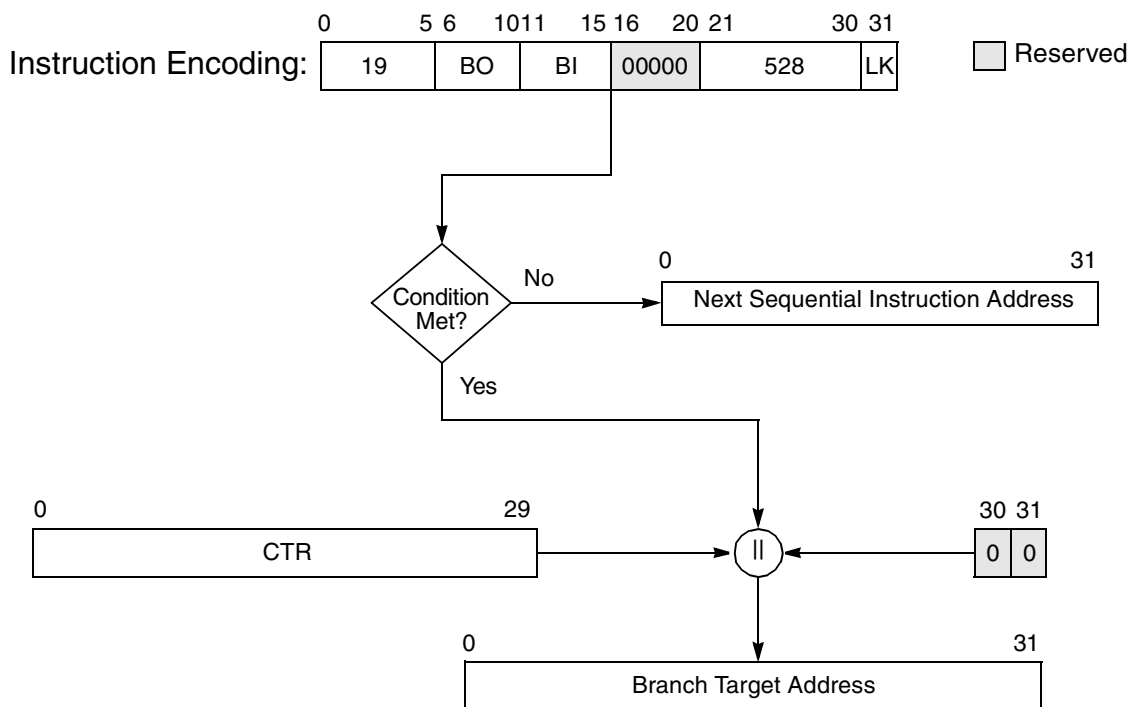 0 5 6 10 11 15 16 20 21 30 31
Instruction Encoding: 19 BO BI 00000 528 LK Reserved
0 31
No
Condition Met?
Next Sequential Instruction Address
Yes
0 29 30 31
CTR || 0 0
0 31
Branch Target Address